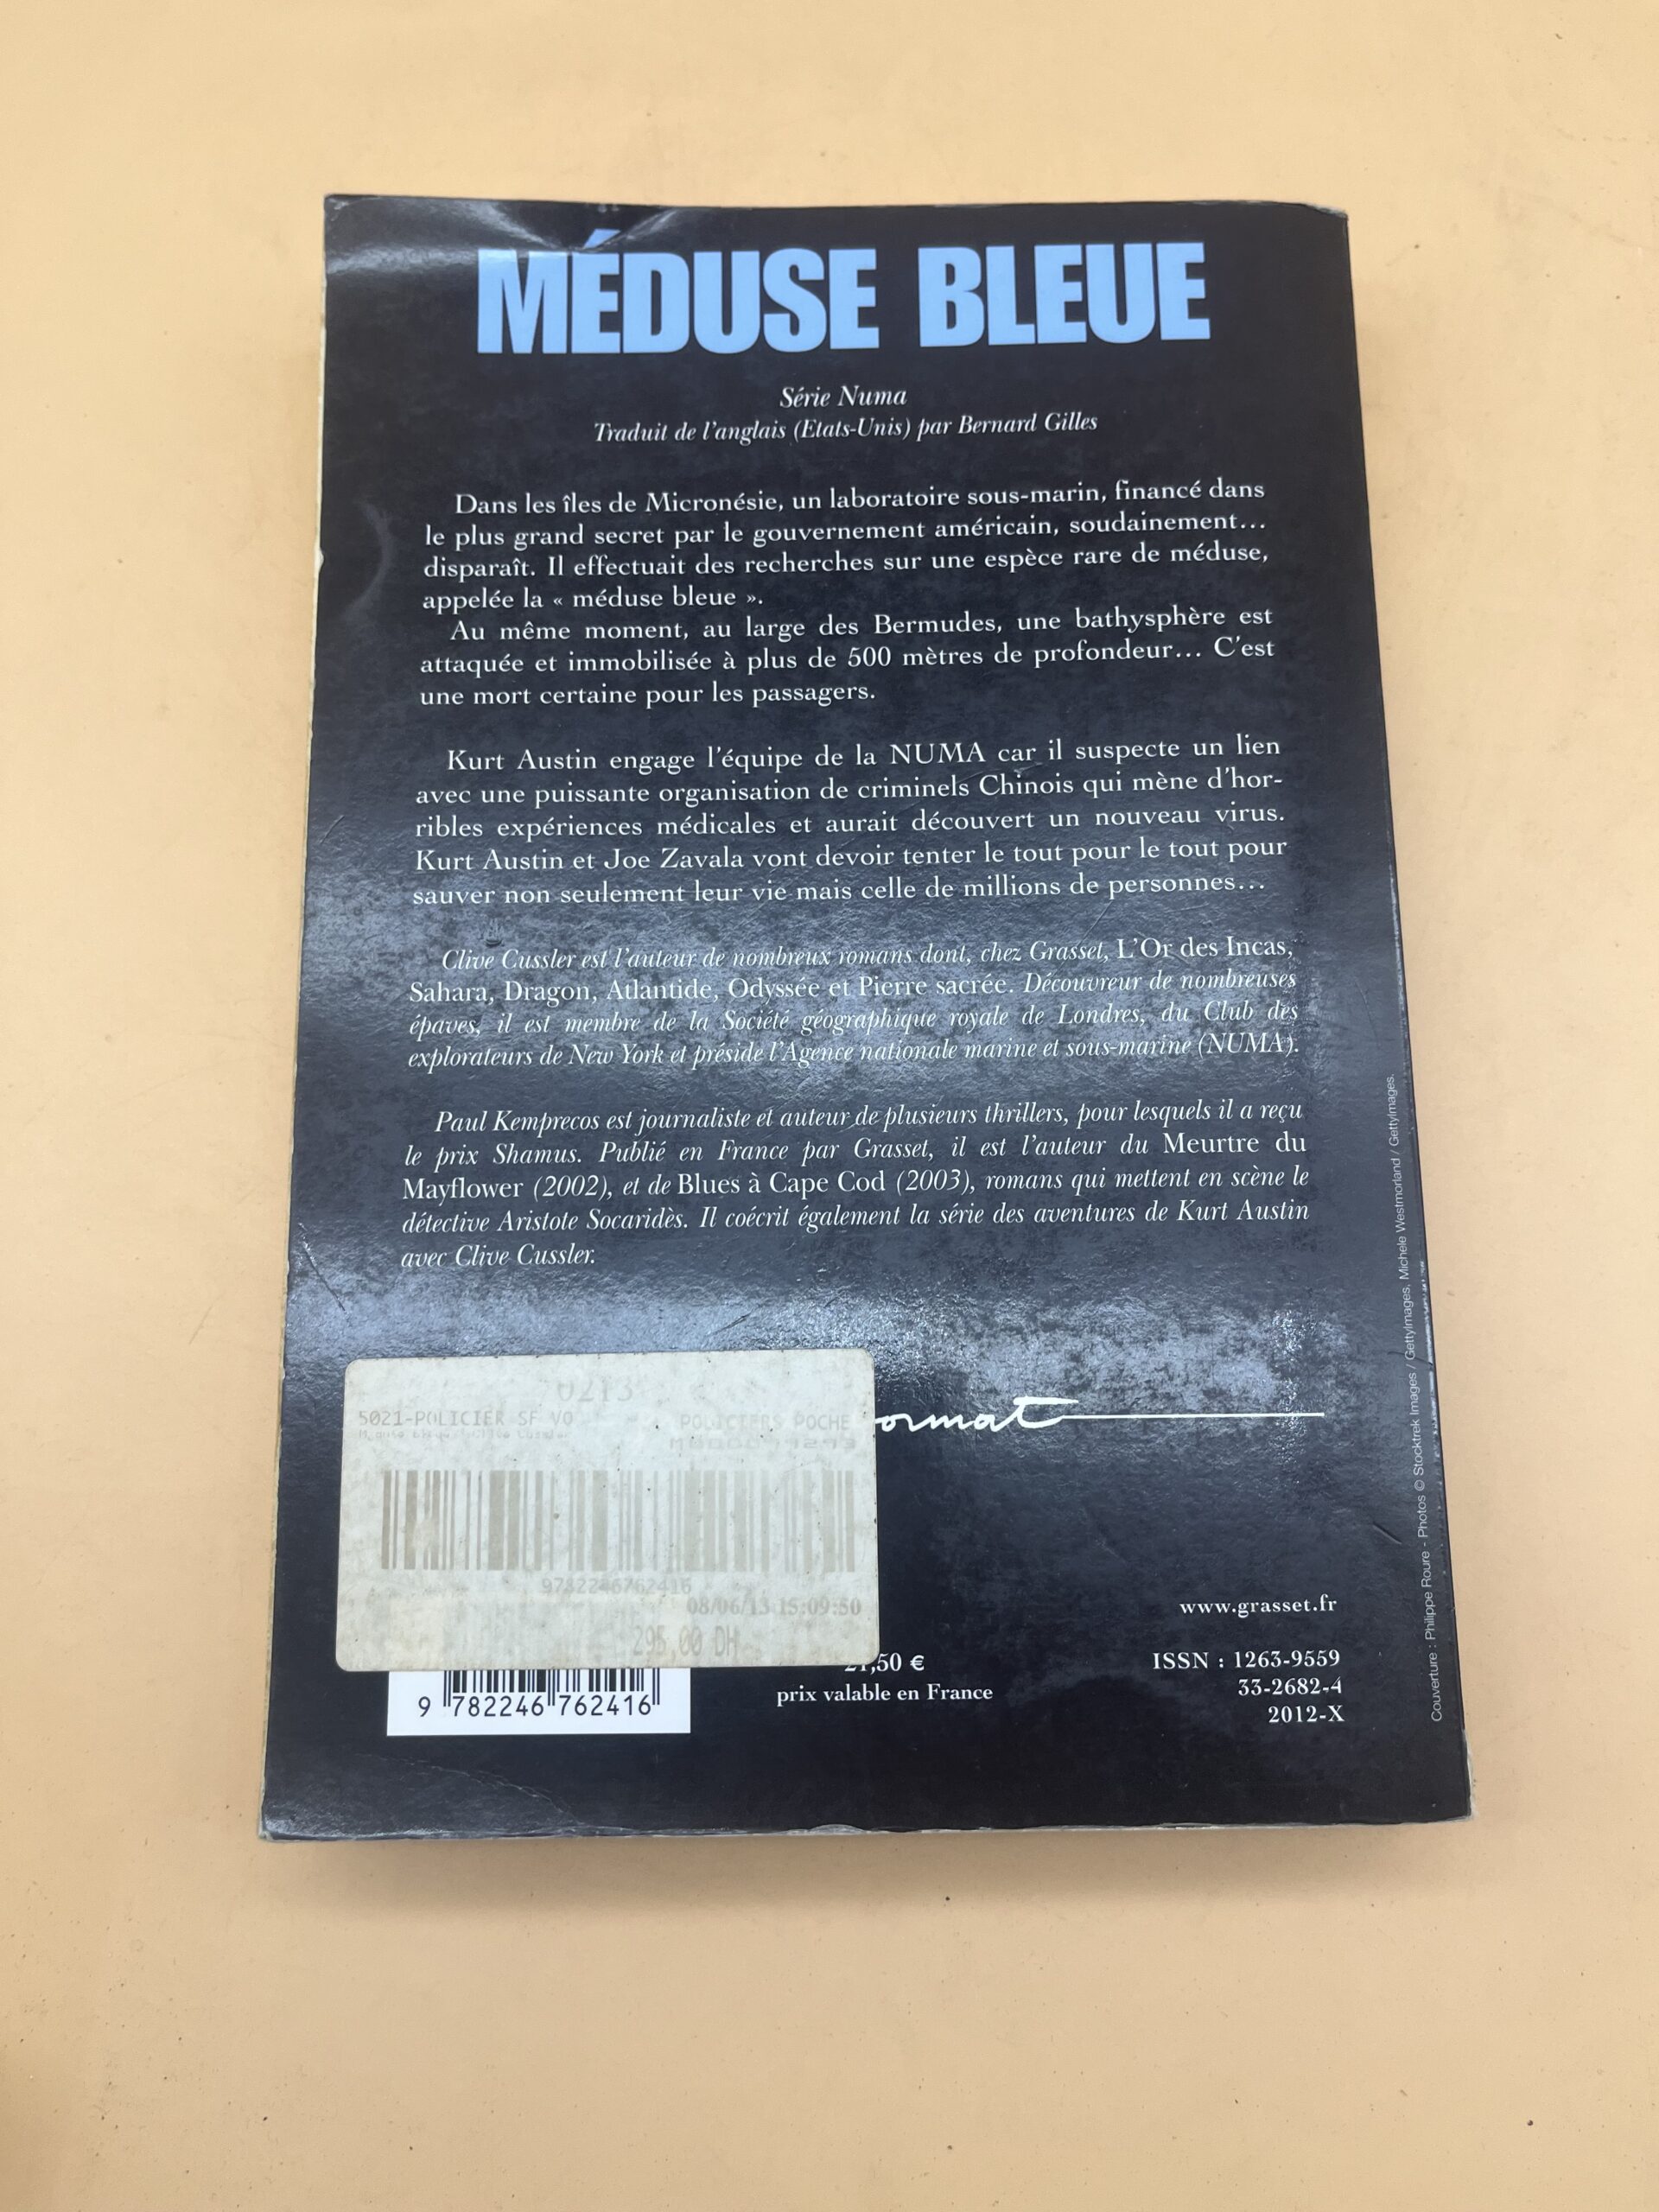 MÉDUSE BLEUE
Série Numa
Traduit de l'anglais (Etats-Unis) par Bernard Gilles
Dans les îles de Micronésie, un laboratoire sous-marin, financé dans
le plus grand secret par le gouvernement américain, soudainement…
disparaît. Il effectuait des recherches sur une espèce rare de méduse,
appelée la « méduse bleue ».
Au même moment, au large des Bermudes, une bathysphère est
attaquée et immobilisée à plus de 500 mètres de profondeur… C'est
une mort certaine pour les passagers.
Kurt Austin engage l'équipe de la NUMA car il suspecte un lien
avec une puissante organisation de criminels Chinois qui mène d'hor-
ribles expériences médicales et aurait découvert un nouveau virus.
Kurt Austin et Joe Zavala vont devoir tenter le tout pour le tout pour
sauver non seulement leur vie mais celle de millions de personnes…
Clive Cussler est l'auteur de nombreux romans dont, chez Grasset, L'Or des Incas,
Sahara, Dragon, Atlantide, Odyssée et Pierre sacrée. Découvreur de nombreuses
épaves, il est membre de la Société géographique royale de Londres, du Club des
explorateurs de New York et préside l'Agence nationale marine et sous-marine (NUMA).
Paul Kemprecos est journaliste et auteur de plusieurs thrillers, pour lesquels il a reçu
le prix Shamus. Publié en France par Grasset, il est l'auteur du Meurtre du
Mayflower (2002), et de Blues à Cape Cod (2003), romans qui mettent en scène le
détective Aristote Socaridès. Il coécrit également la série des aventures de Kurt Austin
avec Clive Cussler.
0213
5021-POLICIER SF VO POLICIERS POCHE
ormat
9782246762416
08/06/13 15:09:50
295,00 DH
www.grasset.fr
21,50 €
prix valable en France
ISSN : 1263-9559
33-2682-4
2012-X
9 782246 762416
Couverture : Philippe Roure - Photos © Stocktrek Images / GettyImages, Michele Westmorland / GettyImages.